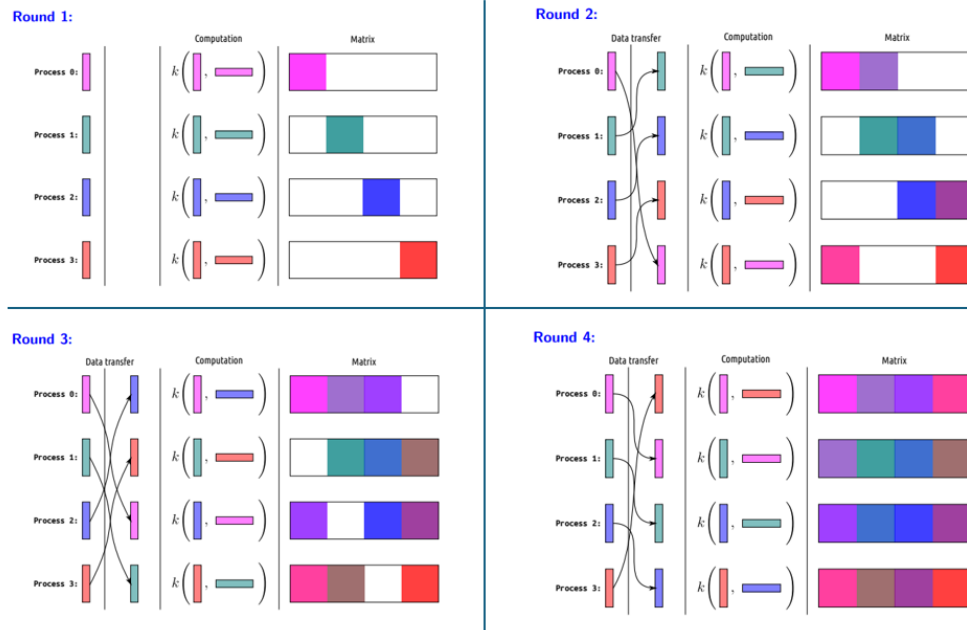 Round 1:
Computation Matrix
Process 0: k( , )
Process 1: k( , )
Process 2: k( , )
Process 3: k( , )
Round 2:
Data transfer Computation Matrix
Process 0: k( , )
Process 1: k( , )
Process 2: k( , )
Process 3: k( , )
Round 3:
Data transfer Computation Matrix
Process 0: k( , )
Process 1: k( , )
Process 2: k( , )
Process 3: k( , )
Round 4:
Data transfer Computation Matrix
Process 0: k( , )
Process 1: k( , )
Process 2: k( , )
Process 3: k( , )